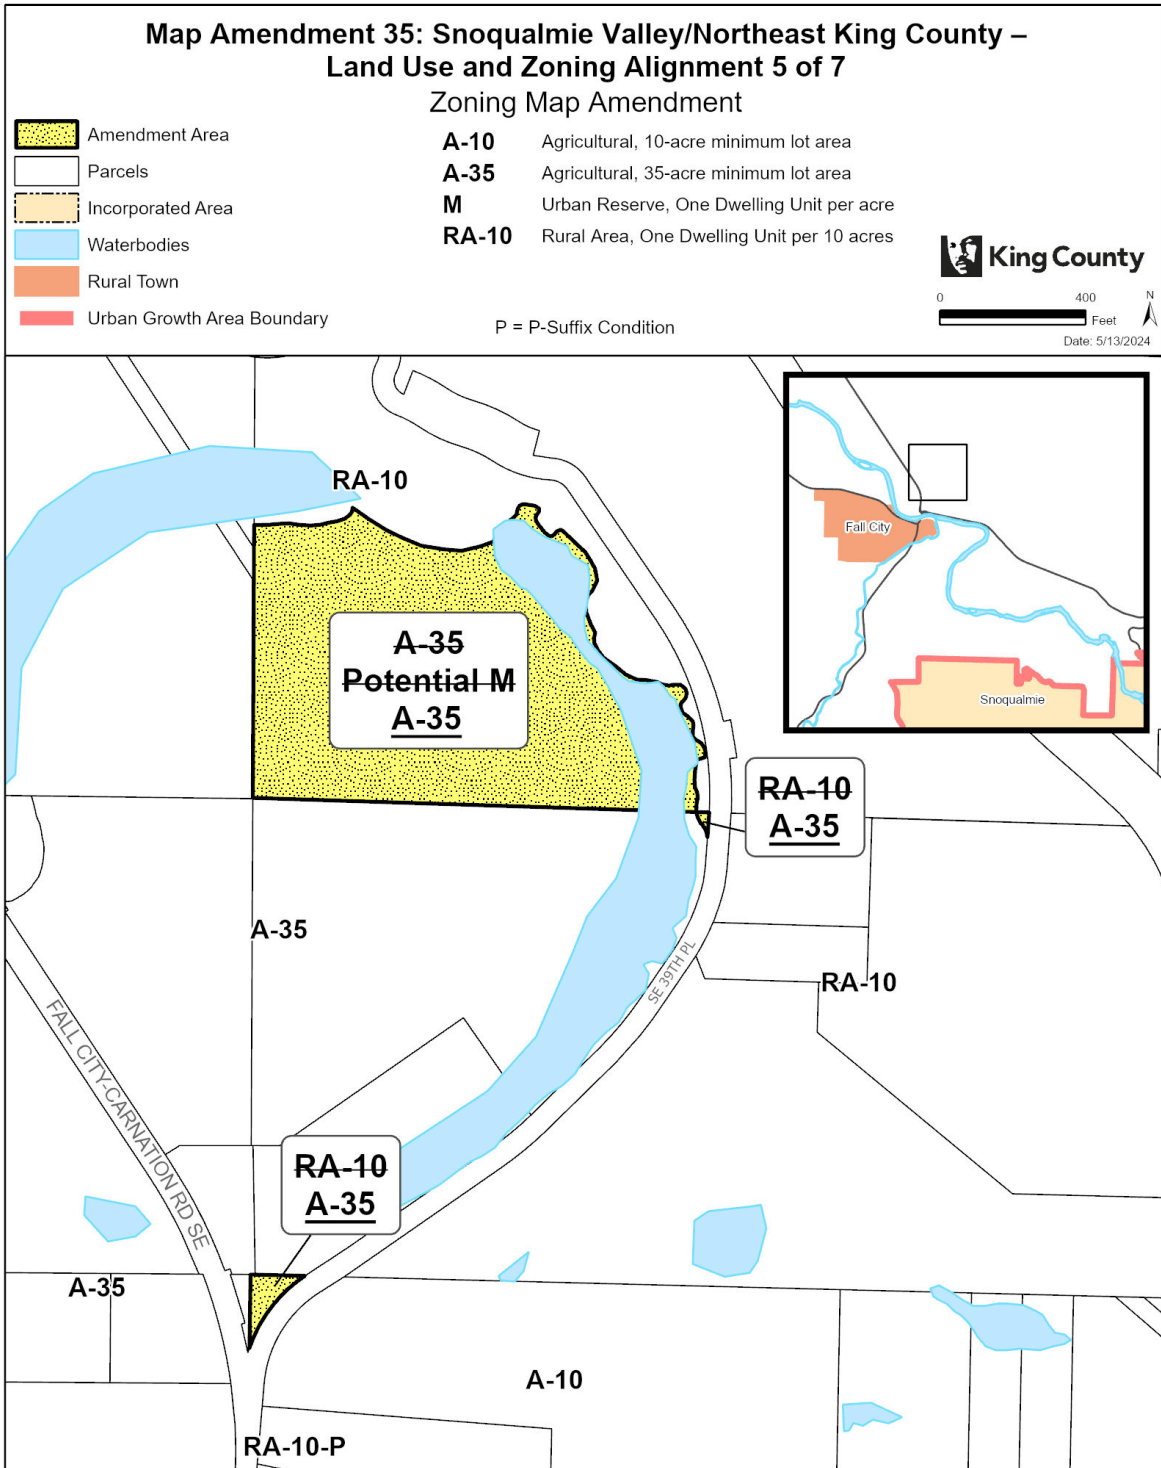 Map Amendment 35: Snoqualmie Valley/Northeast King County –
Land Use and Zoning Alignment 5 of 7
Zoning Map Amendment
Amendment Area
Parcels
Incorporated Area
Waterbodies
Rural Town
Urban Growth Area Boundary
A-10 Agricultural, 10-acre minimum lot area
A-35 Agricultural, 35-acre minimum lot area
M Urban Reserve, One Dwelling Unit per acre
RA-10 Rural Area, One Dwelling Unit per 10 acres
P = P-Suffix Condition
King County
0 400
Feet
N
Date: 5/13/2024
RA-10
Fall City
Snoqualmie
A-35
Potential M
A-35
RA-10
A-35
A-35
SE 39TH PL
RA-10
FALL CITY-CARNATION RD SE
RA-10
A-35
A-35
A-10
RA-10-P